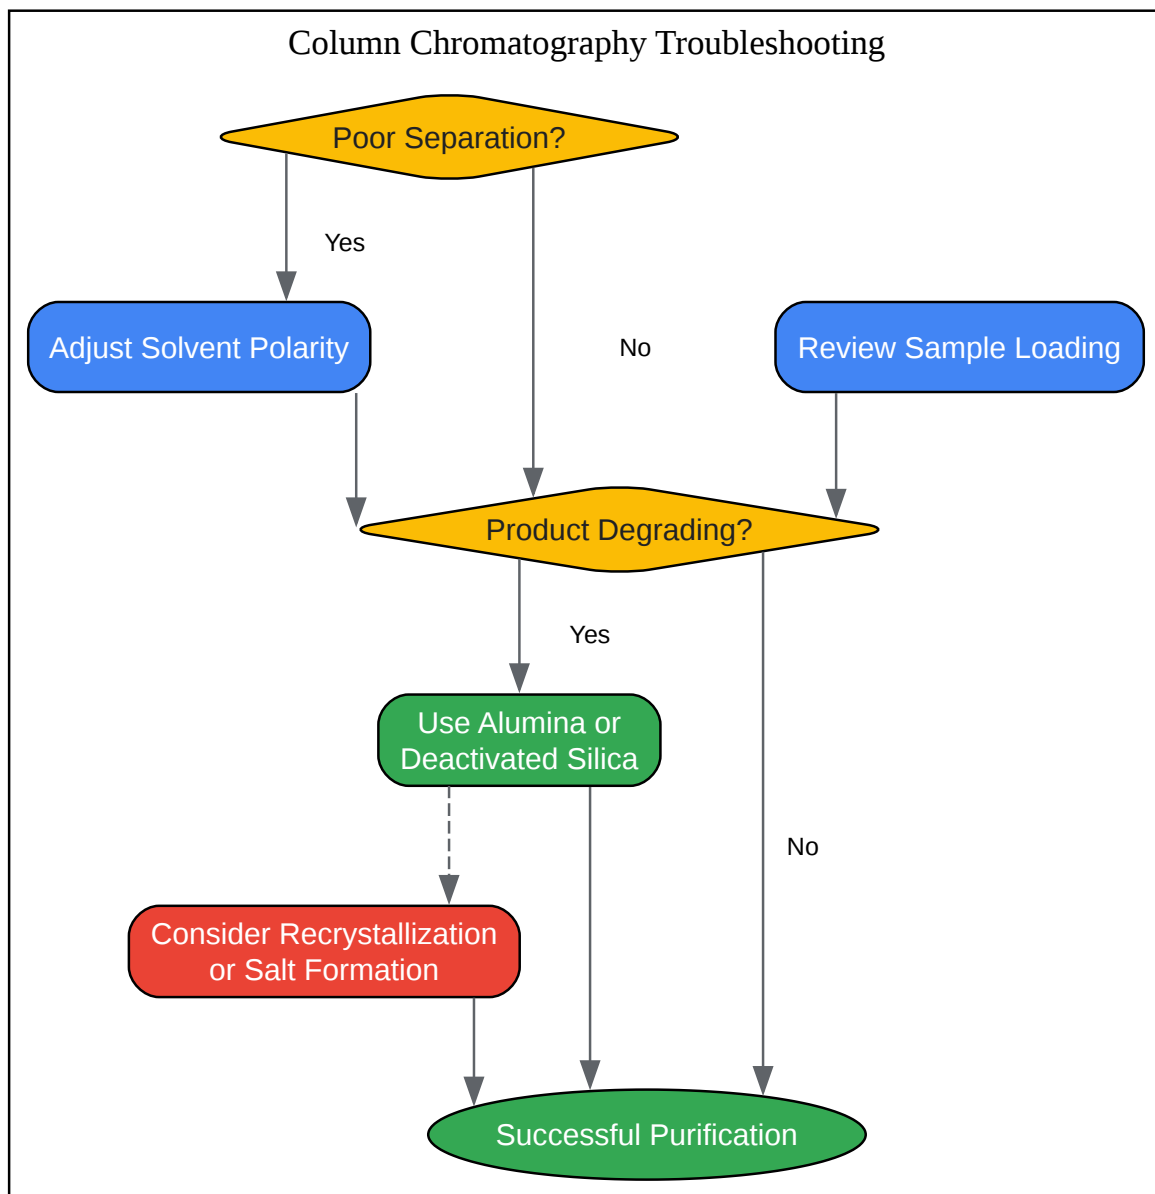 Column Chromatography Troubleshooting
Poor Separation?
Yes
Adjust Solvent Polarity
No
Review Sample Loading
Product Degrading?
Yes
Use Alumina or
Deactivated Silica
No
Consider Recrystallization
or Salt Formation
Successful Purification